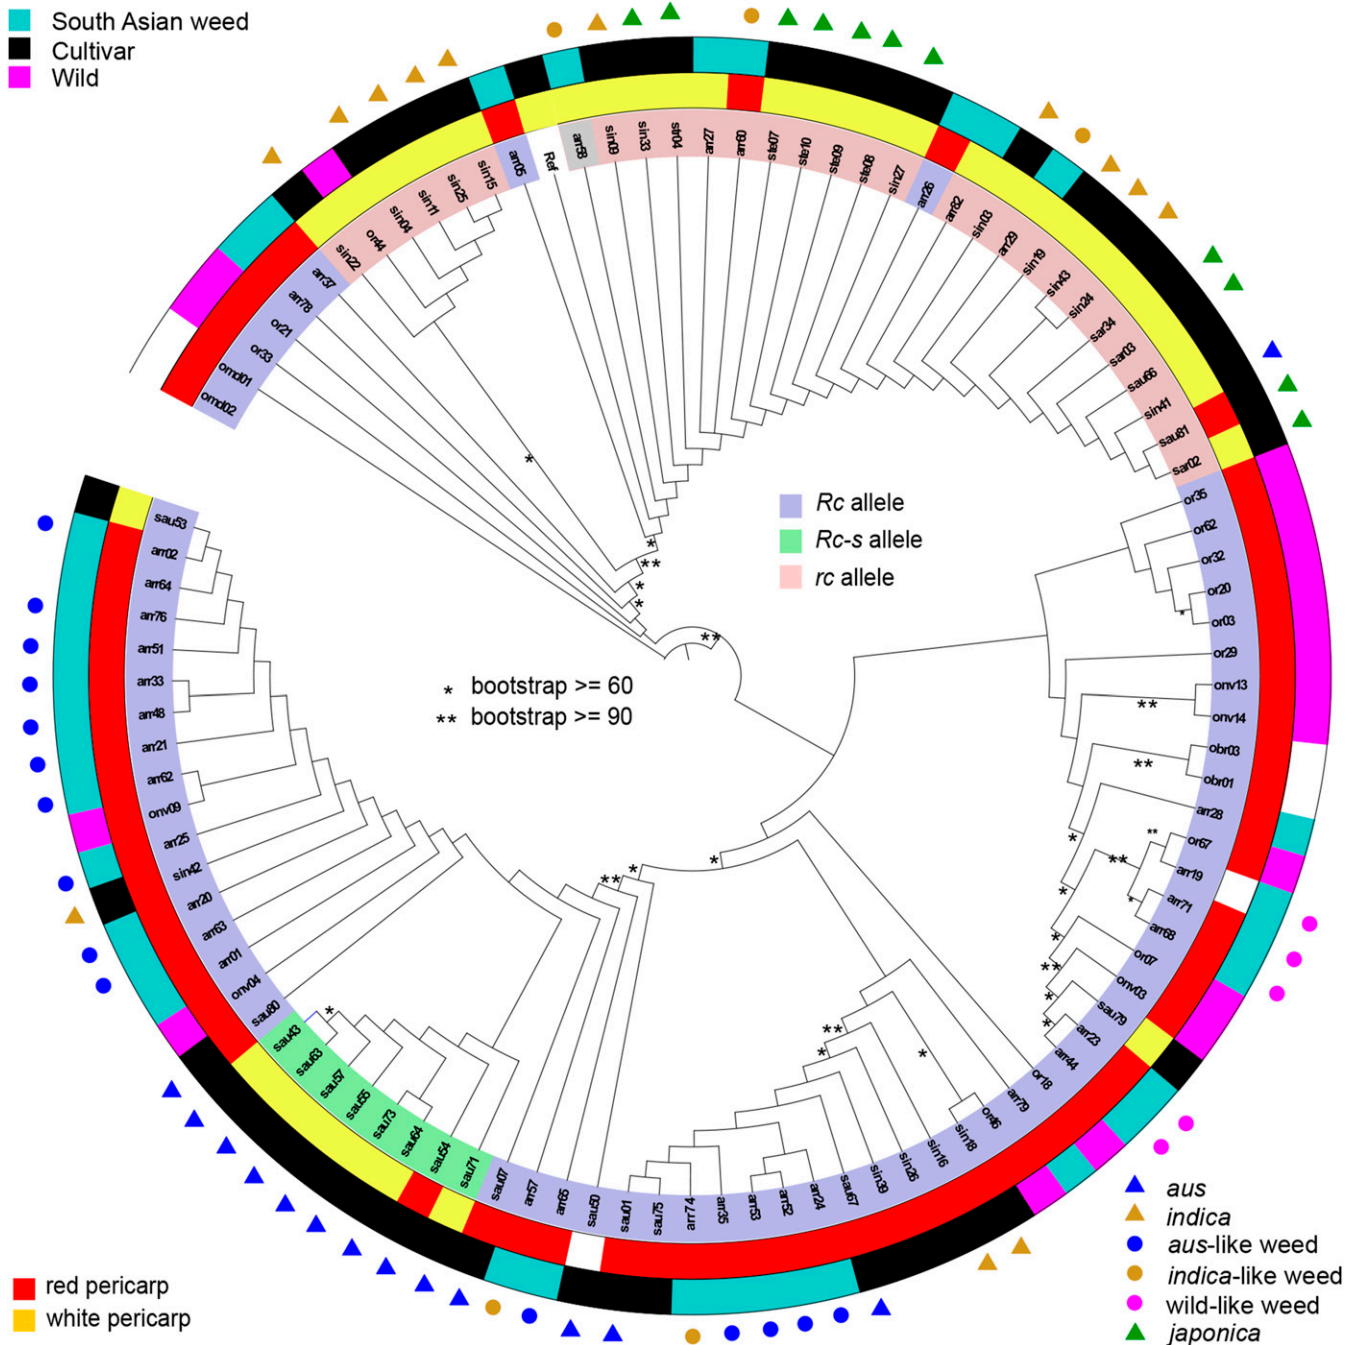 South Asian weed
Cultivar
Wild
omd02
omd01
or33
or21
arr78
arr37
sin22
or44
sin04
sin11
sin25
sin15
arr05
Ref
arr58
sin09
sin33
str04
arr27
arr60
ste07
ste10
ste09
ste08
sin27
arr26
arr82
sin03
arr29
sin19
sin43
sin24
sar34
sar03
sau66
sin41
sau81
sar02
or35
or62
or32
or20
or03
or29
onv13
onv14
obr03
obr01
arr28
or67
arr19
arr71
arr68
or07
onv03
sau79
arr23
arr44
or18
arr79
or46
sin18
sin16
sin26
sin39
sau67
arr24
arr52
arr53
arr35
arr74
sau75
sau01
sau50
arr65
arr57
sau07
sau71
sau54
sau64
sau73
sau55
sau57
sau63
sau43
sau80
onv04
arr01
arr63
arr20
sin42
arr25
onv09
arr62
arr21
arr48
arr33
arr51
arr76
arr64
arr02
sau53
Rc allele
Rc-s allele
rc allele
* bootstrap >= 60
** bootstrap >= 90
red pericarp
white pericarp
aus
indica
aus-like weed
indica-like weed
wild-like weed
japonica